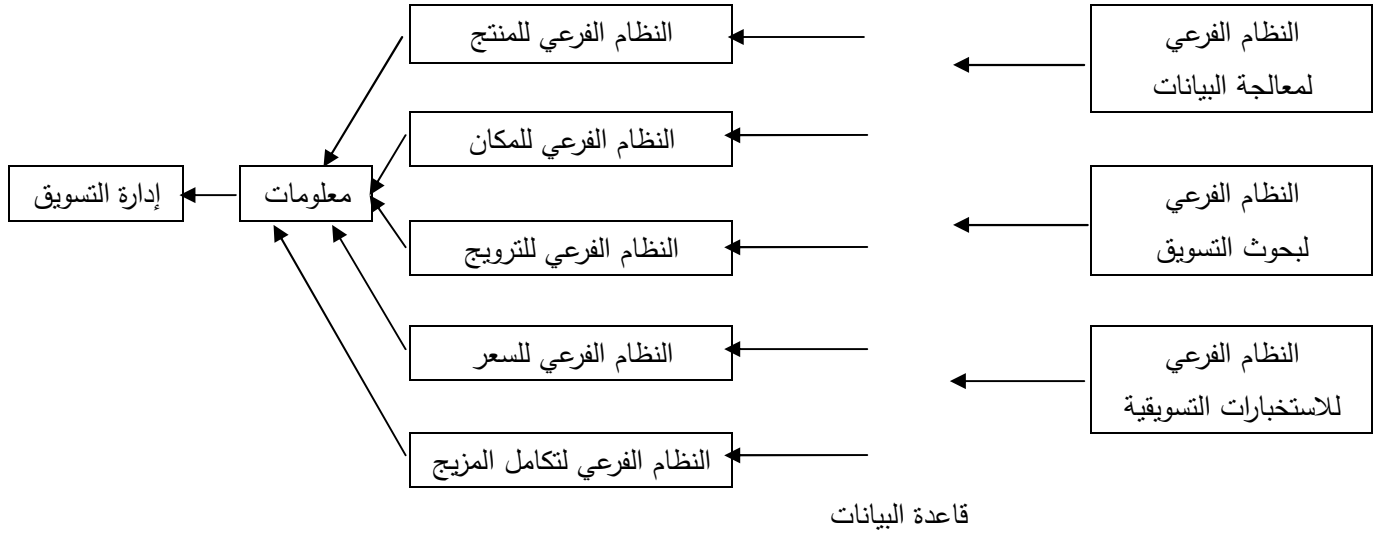 النظام الفرعي
لمعالجة البيانات
النظام الفرعي
لبحوث التسويق
النظام الفرعي
للاستخبارات التسويقية
النظام الفرعي للمنتج
النظام الفرعي للمكان
النظام الفرعي للترويج
النظام الفرعي للسعر
النظام الفرعي لتكامل المزيج
معلومات
إدارة التسويق
قاعدة البيانات